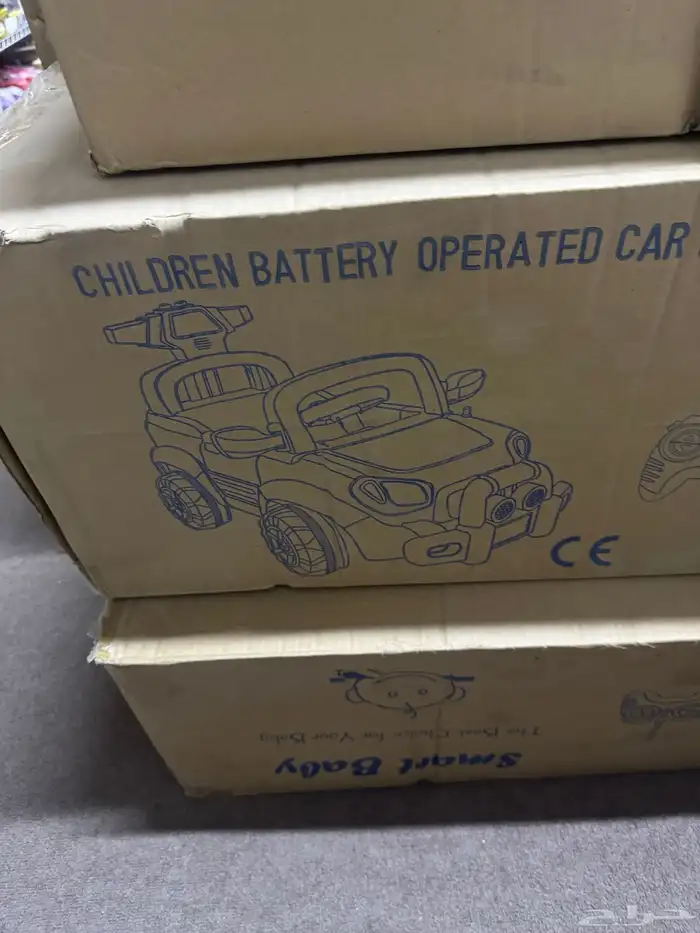 CHILDREN BATTERY OPERATED CAR
CE
The Best Choice for Your Baby
Smart Baby
حراج